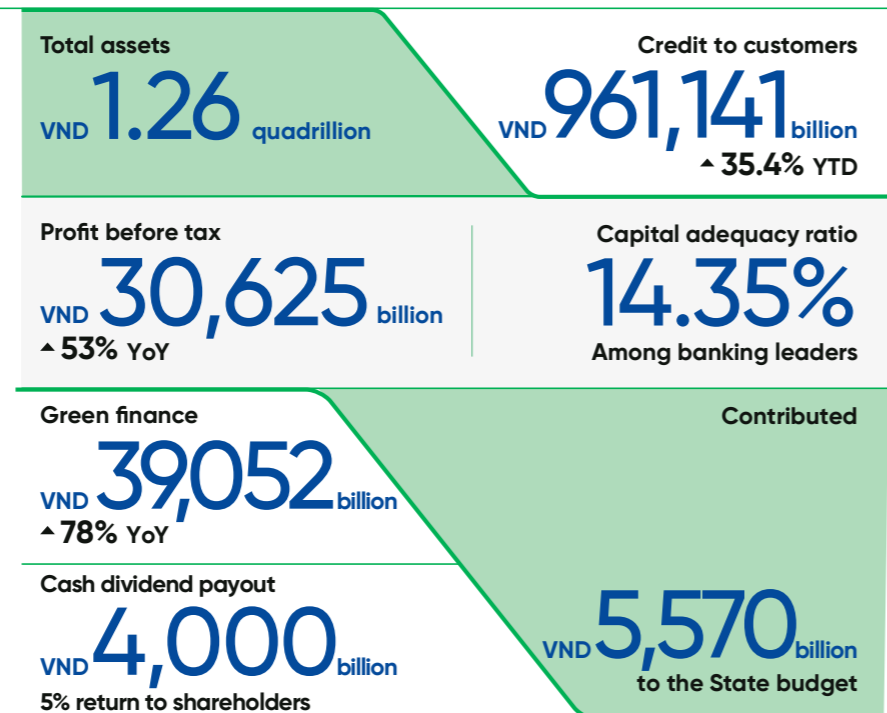 Total assets
VND 1.26 quadrillion
Credit to customers
VND 961,141 billion
▲ 35.4% YTD
Profit before tax
VND 30,625 billion
▲ 53% YoY
Capital adequacy ratio
14.35%
Among banking leaders
Green finance
VND 39,052 billion
▲ 78% YoY
Contributed
VND 5,570 billion
to the State budget
Cash dividend payout
VND 4,000 billion
5% return to shareholders